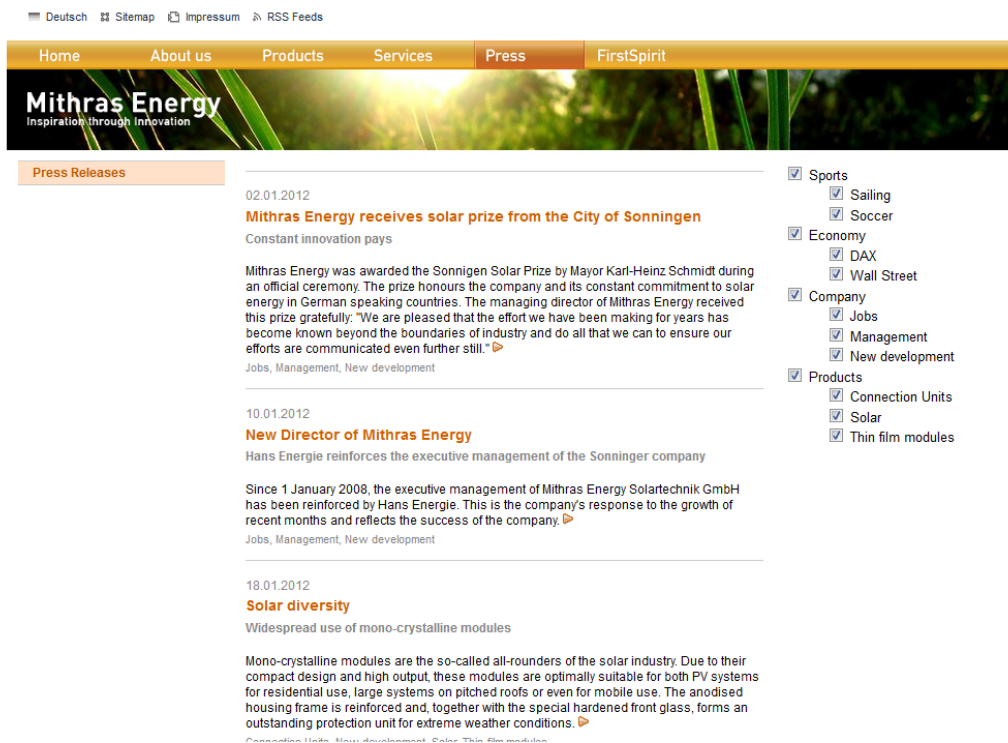 Deutsch Sitemap Impressum RSS Feeds
Home About us Products Services Press FirstSpirit
Mithras Energy
Inspiration through Innovation
Press Releases
02.01.2012
Mithras Energy receives solar prize from the City of Sonningen
Constant innovation pays
Mithras Energy was awarded the Sonnigen Solar Prize by Mayor Karl-Heinz Schmidt during
an official ceremony. The prize honours the company and its constant commitment to solar
energy in German speaking countries. The managing director of Mithras Energy received
this prize gratefully: "We are pleased that the effort we have been making for years has
become known beyond the boundaries of industry and do all that we can to ensure our
efforts are communicated even further still."
Jobs, Management, New development
10.01.2012
New Director of Mithras Energy
Hans Energie reinforces the executive management of the Sonninger company
Since 1 January 2008, the executive management of Mithras Energy Solartechnik GmbH
has been reinforced by Hans Energie. This is the company's response to the growth of
recent months and reflects the success of the company.
Jobs, Management, New development
18.01.2012
Solar diversity
Widespread use of mono-crystalline modules
Mono-crystalline modules are the so-called all-rounders of the solar industry. Due to their
compact design and high output, these modules are optimally suitable for both PV systems
for residential use, large systems on pitched roofs or even for mobile use. The anodised
housing frame is reinforced and, together with the special hardened front glass, forms an
outstanding protection unit for extreme weather conditions.
Connection Units, New development, Solar, Thin film modules
Sports
Sailing
Soccer
Economy
DAX
Wall Street
Company
Jobs
Management
New development
Products
Connection Units
Solar
Thin film modules